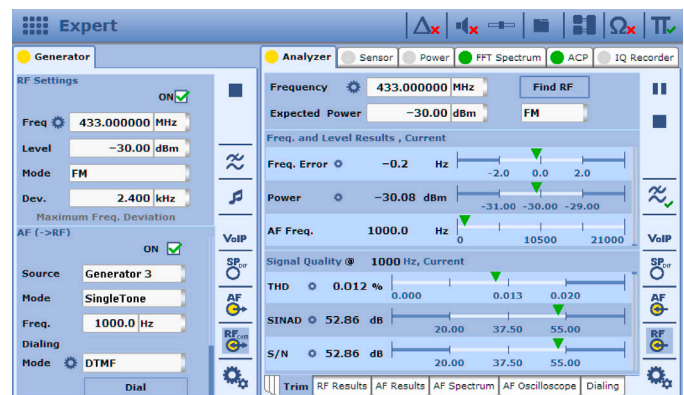 Expert
Generator
RF Settings
ON
Freq 433.000000 MHz
Level −30.00 dBm
Mode FM
Dev. 2.400 kHz
Maximum Freq. Deviation
AF (->RF)
ON
Source Generator 3
Mode SingleTone
Freq. 1000.0 Hz
Dialing
Mode DTMF
Dial
VoIP
SP DIF
AF
RF com
Analyzer Sensor Power FFT Spectrum ACP IQ Recorder
Frequency 433.000000 MHz Find RF
Expected Power −30.00 dBm FM
Freq. and Level Results , Current
Freq. Error −0.2 Hz
-2.0 0.0 2.0
Power −30.08 dBm
-31.00 -30.00 -29.00
AF Freq. 1000.0 Hz
0 10500 21000
Signal Quality @ 1000 Hz, Current
THD 0.012 %
0.000 0.013 0.020
SINAD 52.86 dB
20.00 37.50 55.00
S/N 52.86 dB
20.00 37.50 55.00
Trim RF Results AF Results AF Spectrum AF Oscilloscope Dialing
VoIP
SP DIF
AF
RF